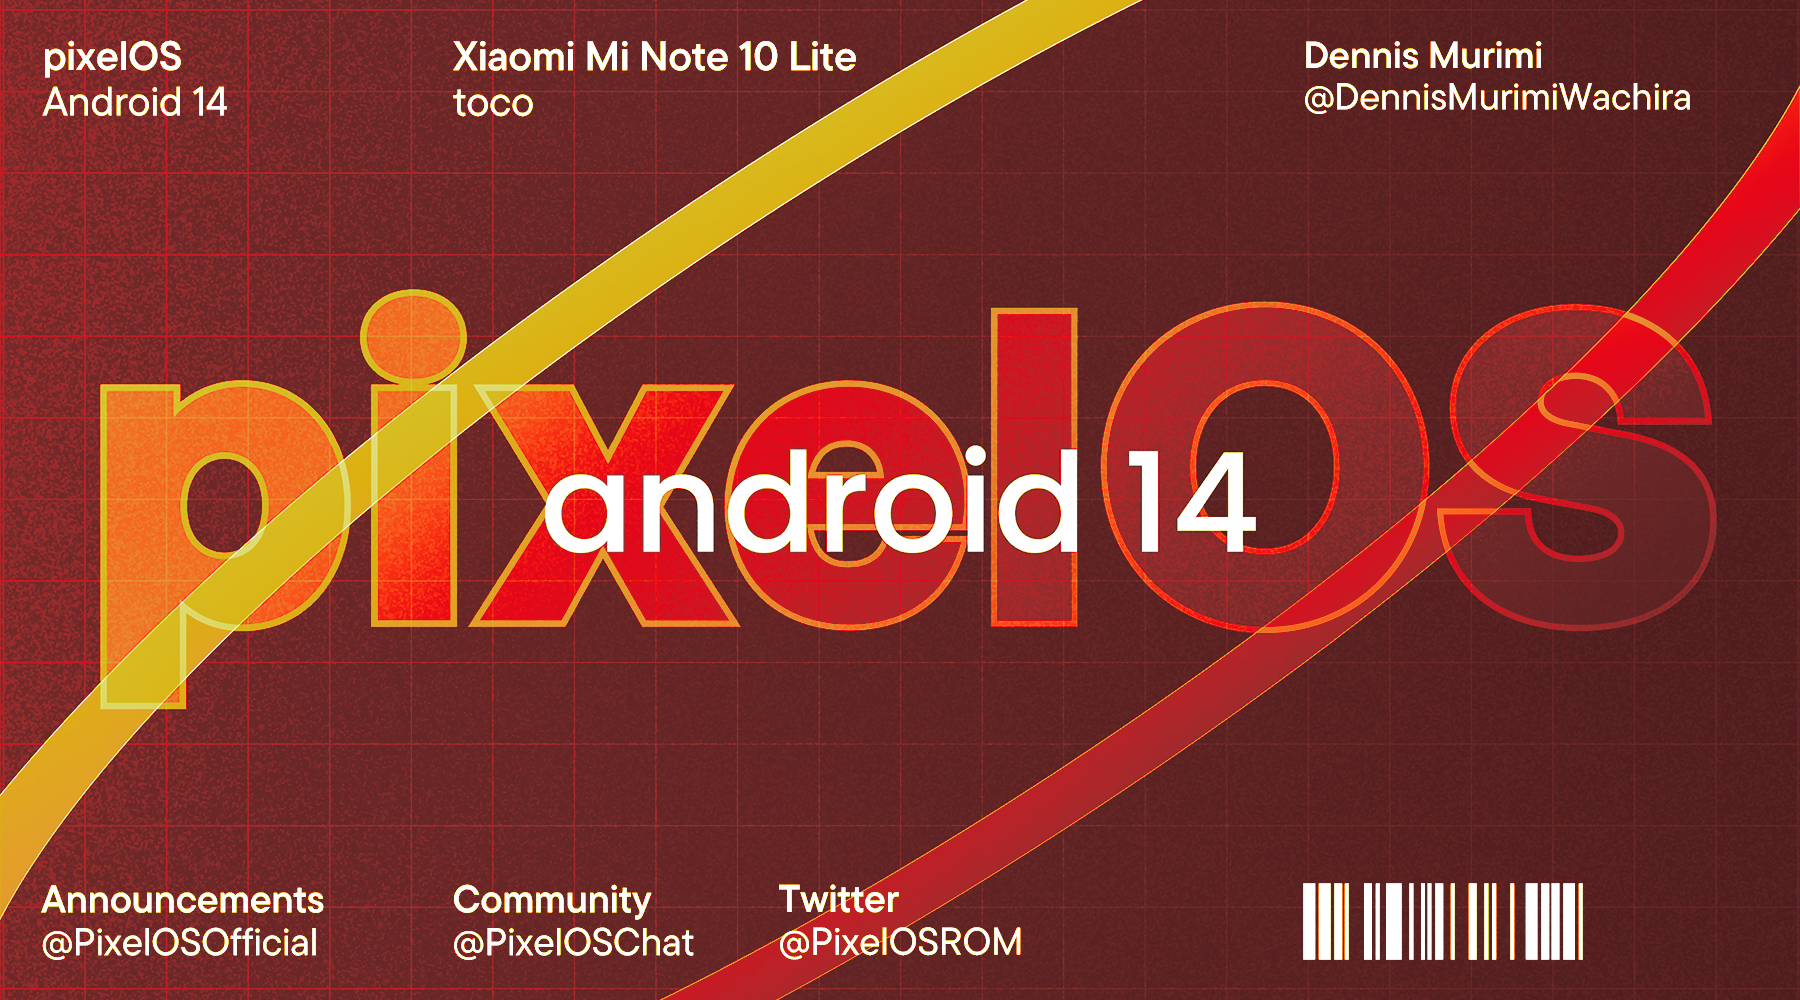 pixelOS
Android 14
Xiaomi Mi Note 10 Lite
toco
Dennis Murimi
@DennisMurimiWachira
pixelOS
android 14
Announcements
@PixelOSOfficial
Community
@PixelOSChat
Twitter
@PixelOSROM